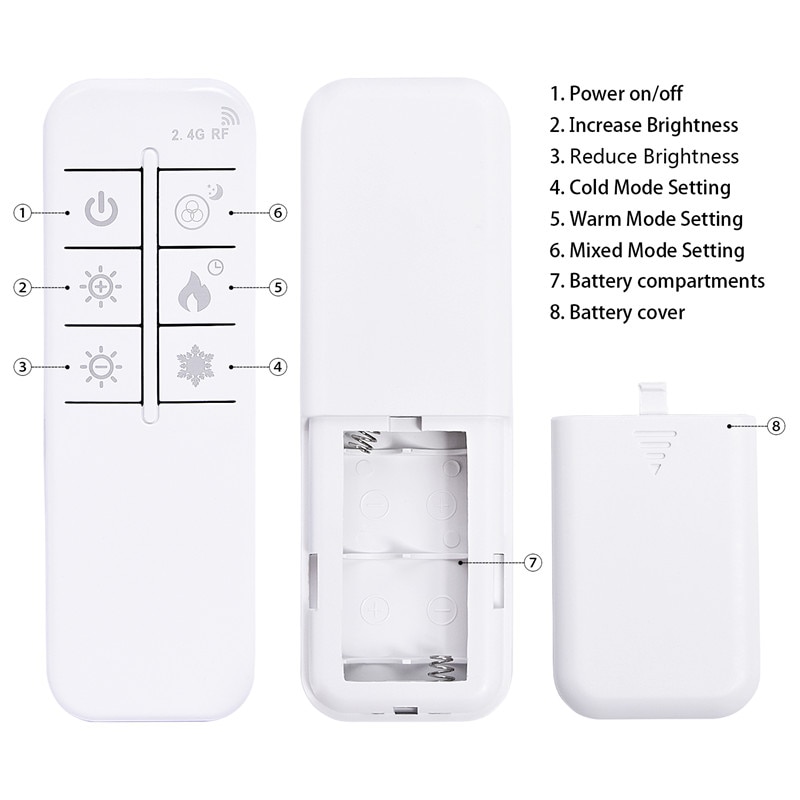 2.4G RF
1
2
3
6
5
4
7
8
1. Power on/off
2. Increase Brightness
3. Reduce Brightness
4. Cold Mode Setting
5. Warm Mode Setting
6. Mixed Mode Setting
7. Battery compartments
8. Battery cover